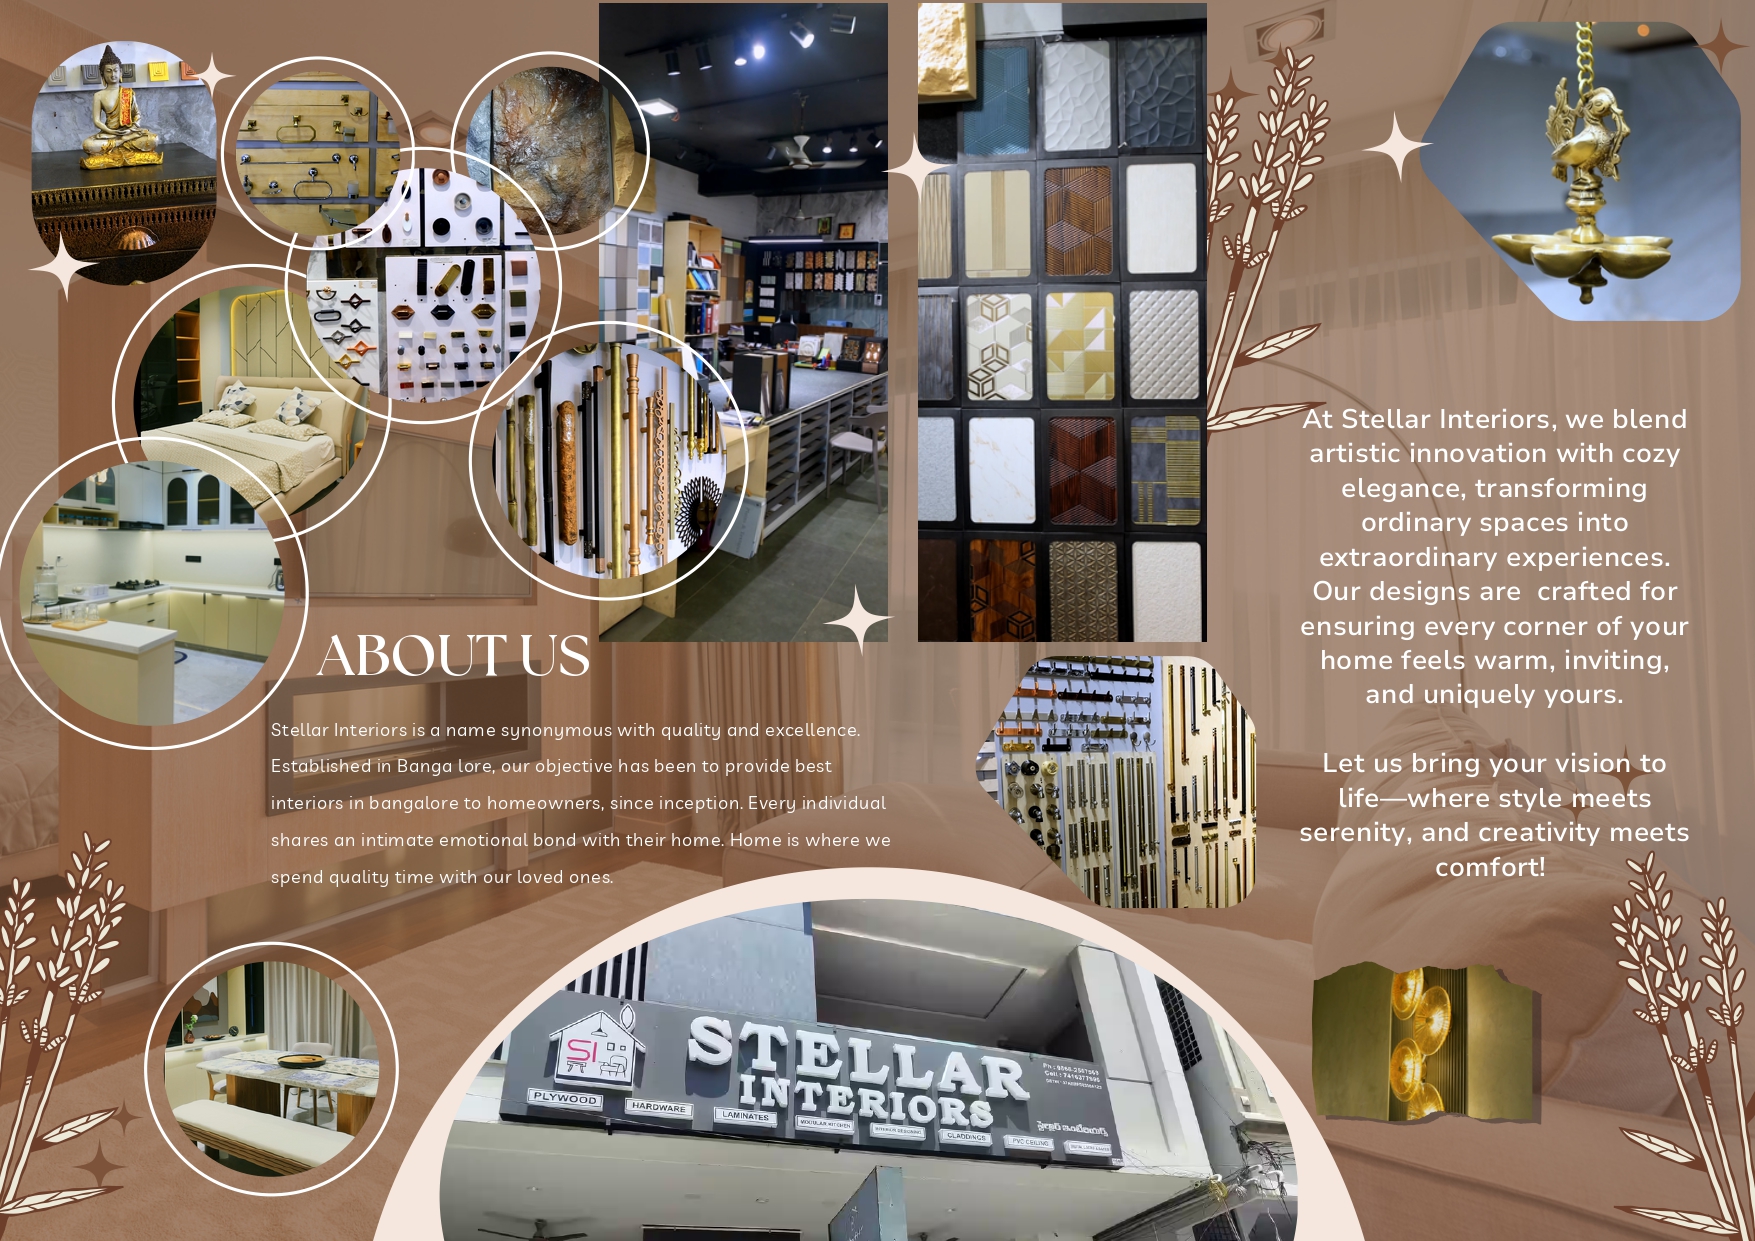 ABOUT US
Stellar Interiors is a name synonymous with quality and excellence.
Established in Banga lore, our objective has been to provide best
interiors in bangalore to homeowners, since inception. Every individual
shares an intimate emotional bond with their home. Home is where we
spend quality time with our loved ones.
At Stellar Interiors, we blend
artistic innovation with cozy
elegance, transforming
ordinary spaces into
extraordinary experiences.
Our designs are  crafted for
ensuring every corner of your
home feels warm, inviting,
and uniquely yours.
Let us bring your vision to
life—where style meets
serenity, and creativity meets
comfort!
SI
STELLAR
INTERIORS
PLYWOOD
HARDWARE
LAMINATES
MODULAR KITCHEN
INTERIOR DESIGNING
CLADDINGS
PVC CEILING